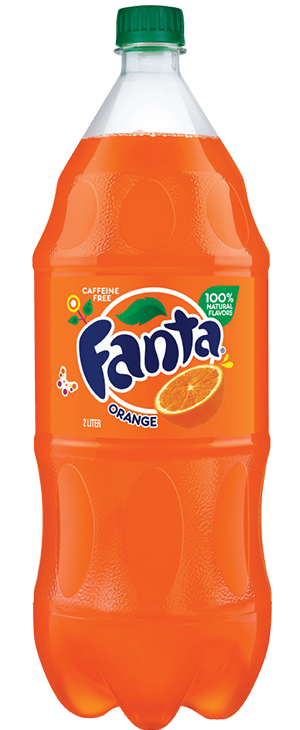 CAFFEINE
FREE
100%
NATURAL
FLAVORS
Fanta®
ORANGE
2 LITER